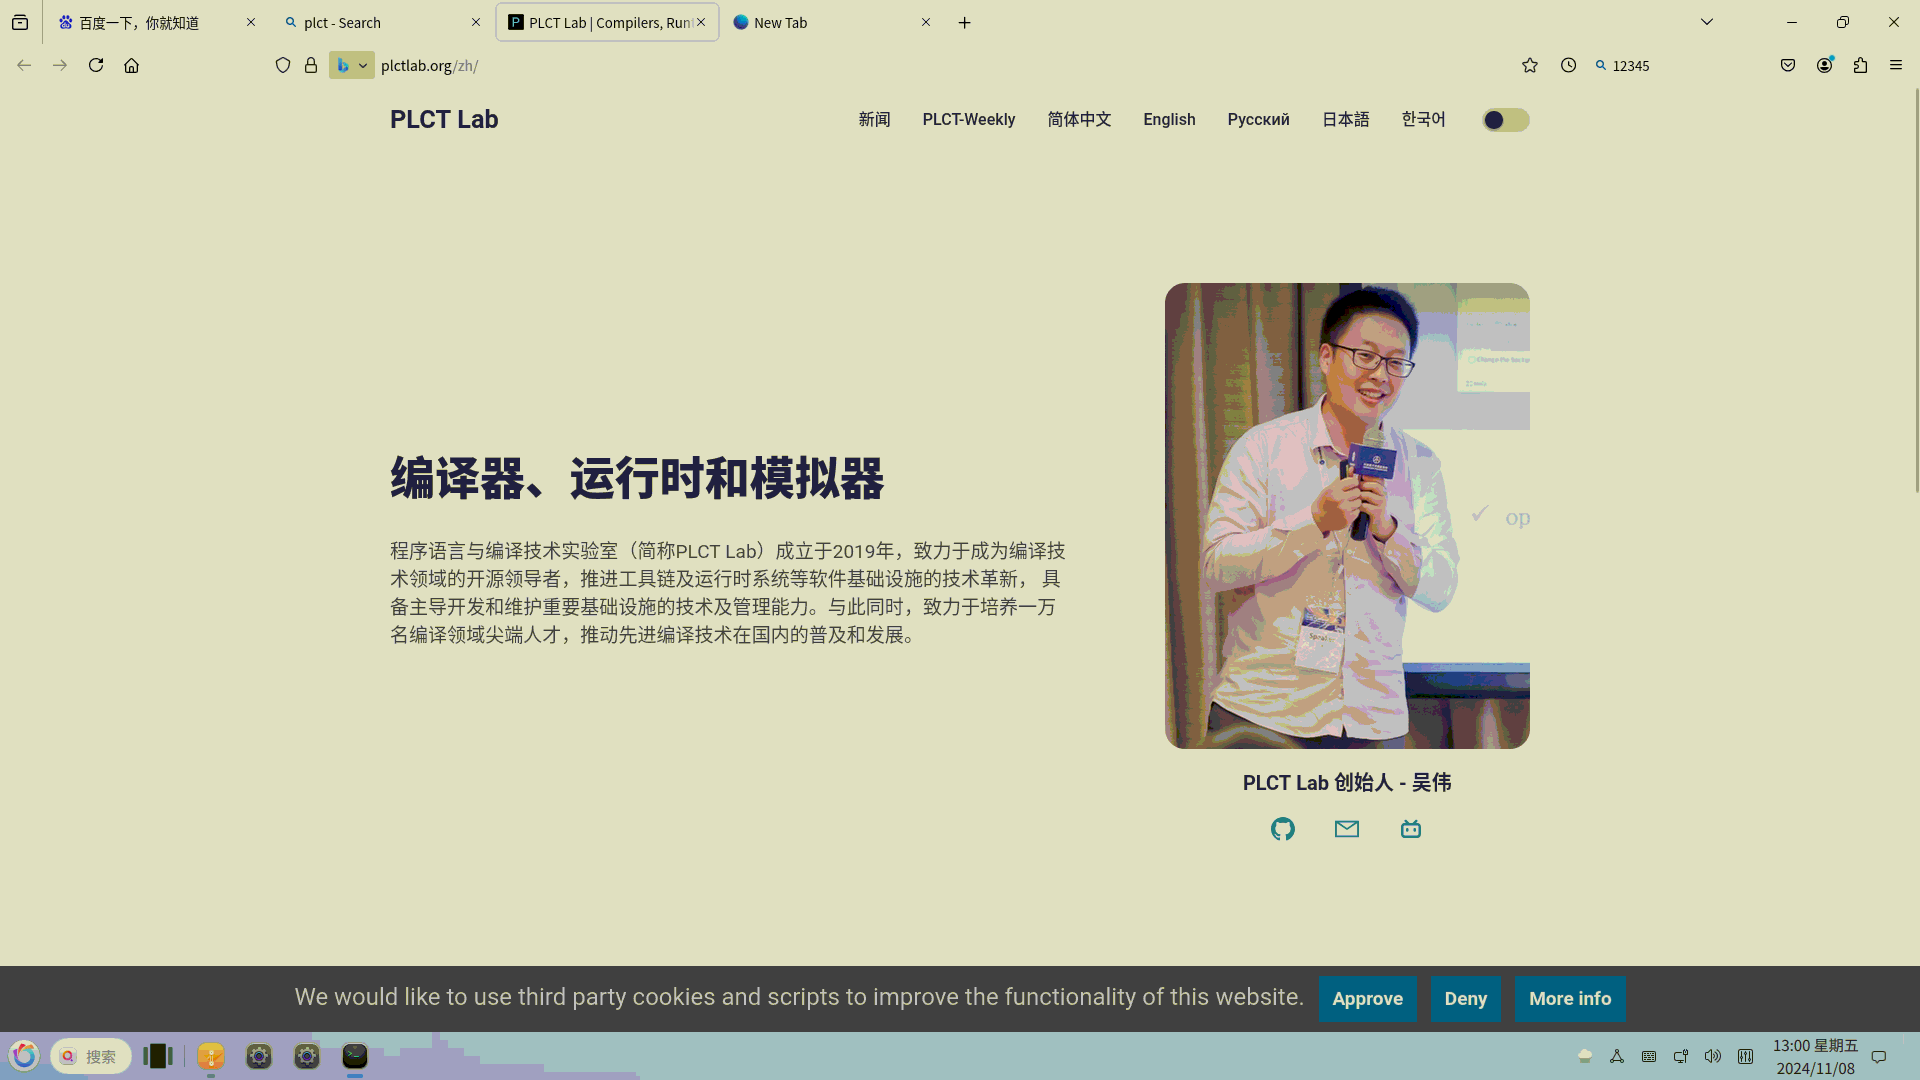 百度一下，你就知道
plct - Search
PLCT Lab | Compilers, Run
New Tab
plctlab.org/zh/
12345
PLCT Lab
新闻
PLCT-Weekly
简体中文
English
Русский
日本語
한국어
编译器、运行时和模拟器
程序语言与编译技术实验室（简称PLCT Lab）成立于2019年，致力于成为编译技
术领域的开源领导者，推进工具链及运行时系统等软件基础设施的技术革新， 具
备主导开发和维护重要基础设施的技术及管理能力。与此同时，致力于培养一万
名编译领域尖端人才，推动先进编译技术在国内的普及和发展。
op
PLCT Lab 创始人 - 吴伟
We would like to use third party cookies and scripts to improve the functionality of this website.
Approve
Deny
More info
搜索
13:00 星期五
2024/11/08